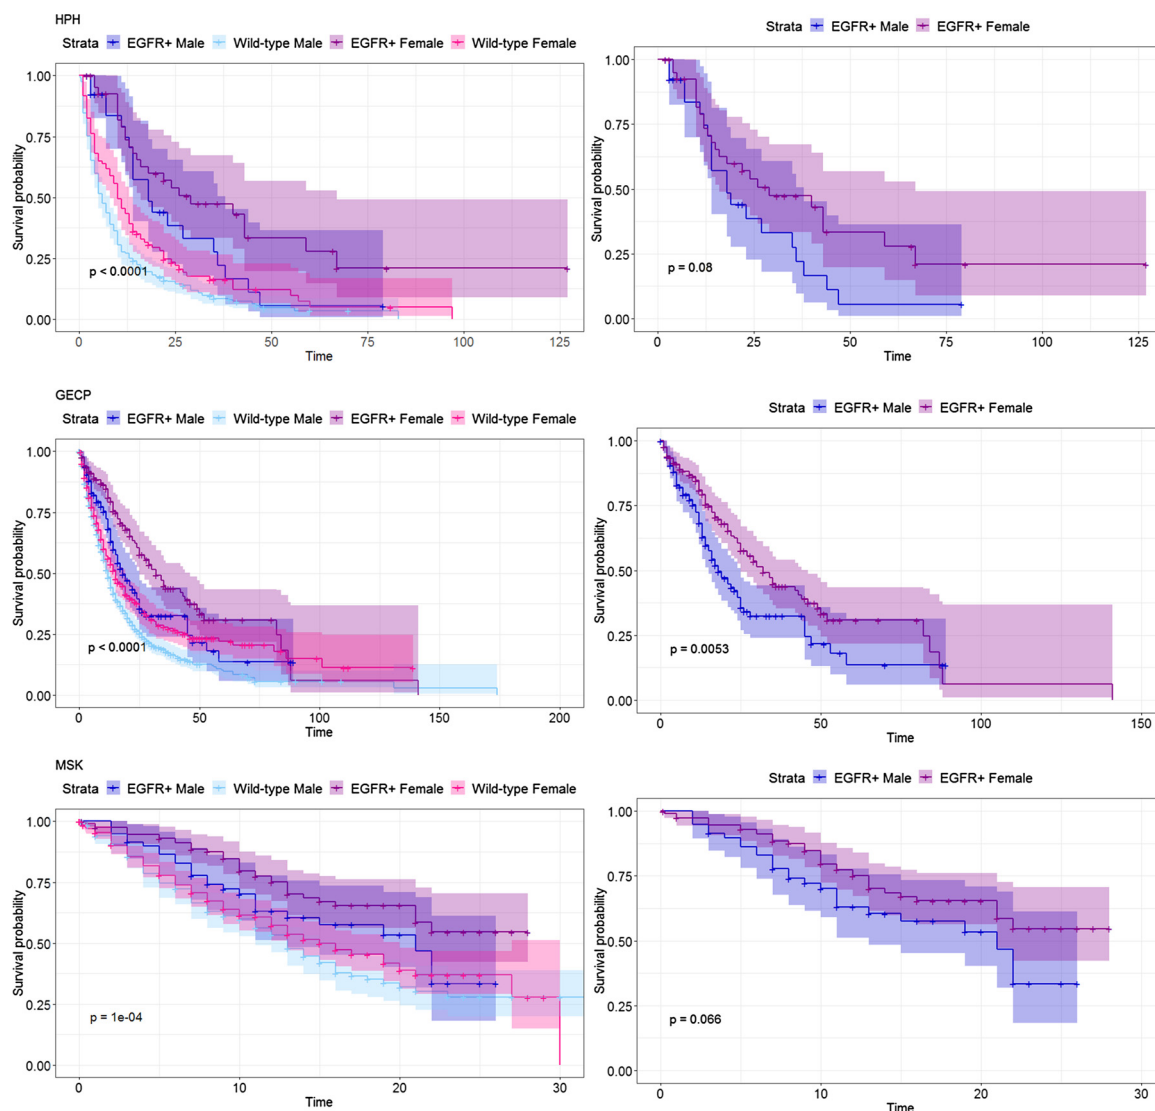 HPH
Strata EGFR+ Male Wild-type Male EGFR+ Female Wild-type Female
1.00
0.75
0.50
0.25
0.00
Survival probability
p < 0.0001
0 25 50 75 100 125
Time
Strata EGFR+ Male EGFR+ Female
1.00
0.75
0.50
0.25
0.00
Survival probability
p = 0.08
0 25 50 75 100 125
Time
GECP
Strata EGFR+ Male Wild-type Male EGFR+ Female Wild-type Female
1.00
0.75
0.50
0.25
0.00
Survival probability
p < 0.0001
0 50 100 150 200
Time
Strata EGFR+ Male EGFR+ Female
1.00
0.75
0.50
0.25
0.00
Survival probability
p = 0.0053
0 50 100 150
Time
MSK
Strata EGFR+ Male Wild-type Male EGFR+ Female Wild-type Female
1.00
0.75
0.50
0.25
0.00
Survival probability
p = 1e-04
0 10 20 30
Time
Strata EGFR+ Male EGFR+ Female
1.00
0.75
0.50
0.25
0.00
Survival probability
p = 0.066
0 10 20 30
Time